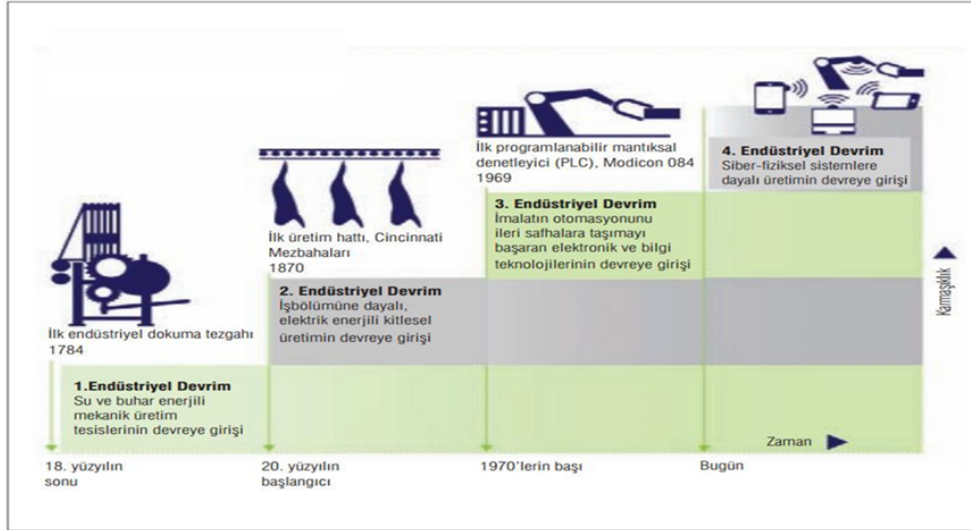 İlk endüstriyel dokuma tezgahı
1784
1.Endüstriyel Devrim
Su ve buhar enerjili
mekanik üretim
tesislerinin devreye girişi
18. yüzyılın
sonu
İlk üretim hattı, Cincinnati
Mezbahaları
1870
2. Endüstriyel Devrim
İşbölümüne dayalı,
elektrik enerjili kitlesel
üretimin devreye girişi
20. yüzyılın
başlangıcı
İlk programlanabilir mantıksal
denetleyici (PLC), Modicon 084
1969
3. Endüstriyel Devrim
İmalatın otomasyonunu
ileri safhalara taşımayı
başaran elektronik ve bilgi
teknolojilerinin devreye girişi
1970'lerin başı
4. Endüstriyel Devrim
Siber-fiziksel sistemlere
dayalı üretimin devreye girişi
Bugün
Zaman
Karmaşıklık